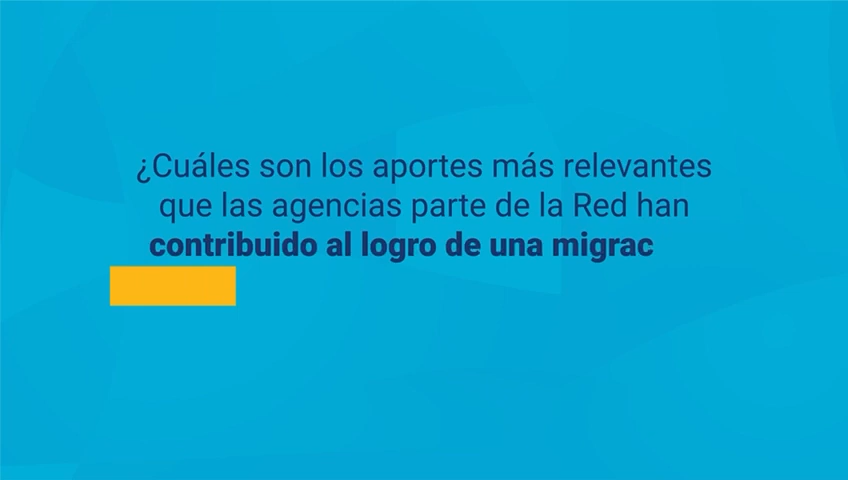 ¿Cuáles son los aportes más relevantes
que las agencias parte de la Red han
contribuido al logro de una migrac